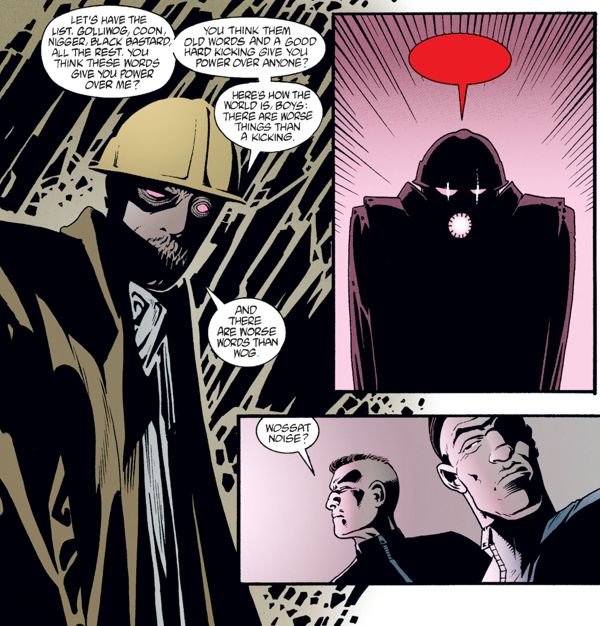 LET'S HAVE THE
LIST. GOLLIWOG, COON,
NIGGER, BLACK BASTARD,
ALL THE REST. YOU
THINK THESE WORDS
GIVE YOU POWER
OVER ME?
YOU THINK THEM
OLD WORDS AND A GOOD
HARD KICKING GIVE YOU
POWER OVER ANYONE?
HERE'S HOW THE
WORLD IS, BOYS:
THERE ARE WORSE
THINGS THAN
A KICKING.
AND
THERE
ARE WORSE
WORDS THAN
WOG.
WOSSAT
NOISE?